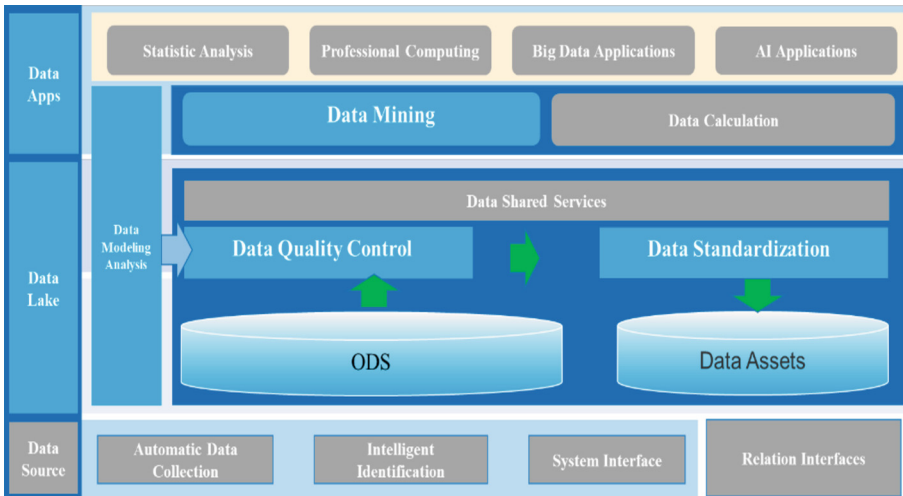 Data
Apps
Statistic Analysis
Professional Computing
Big Data Applications
AI Applications
Data Mining
Data Calculation
Data
Modeling
Analysis
Data
Lake
Data Shared Services
Data Quality Control
Data Standardization
ODS
Data Assets
Data
Source
Automatic Data
Collection
Intelligent
Identification
System Interface
Relation Interfaces